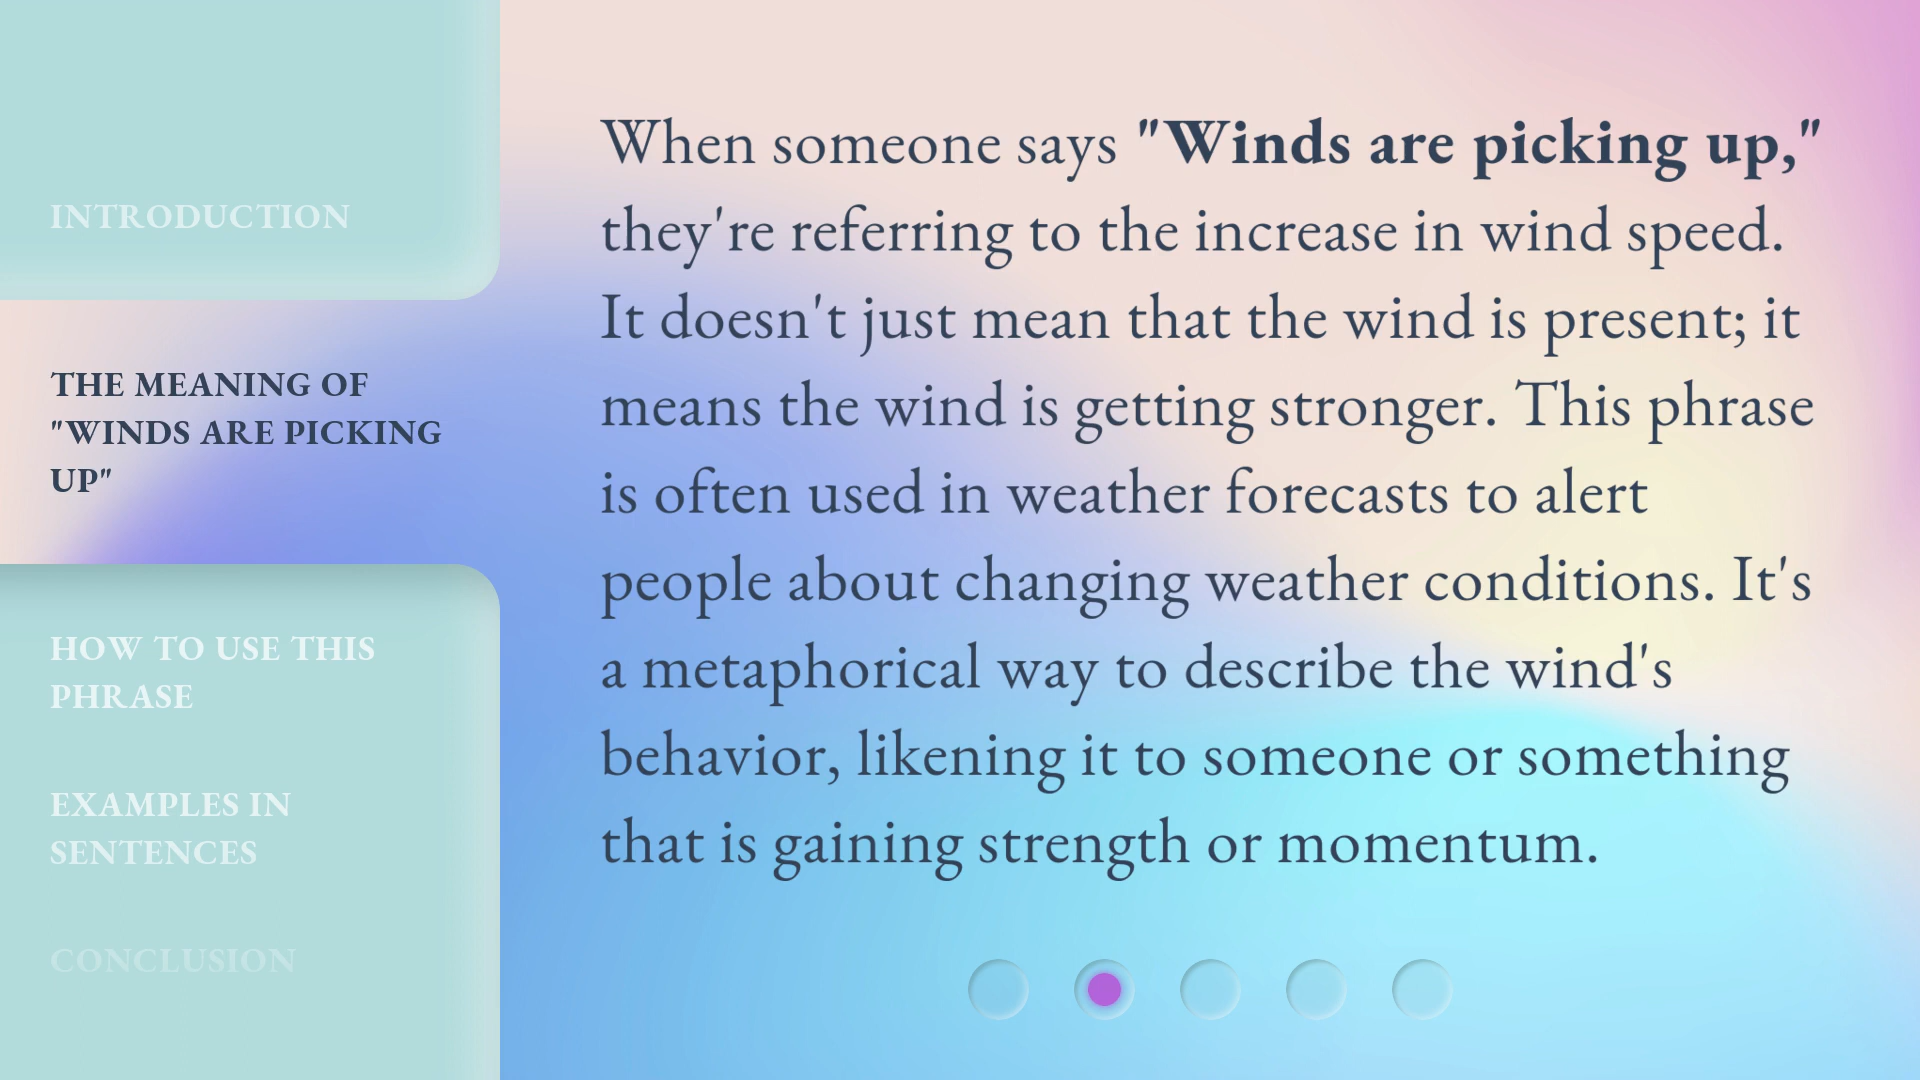 INTRODUCTION
THE MEANING OF
"WINDS ARE PICKING
UP"
HOW TO USE THIS
PHRASE
EXAMPLES IN
SENTENCES
CONCLUSION
When someone says "Winds are picking up,"
they're referring to the increase in wind speed.
It doesn't just mean that the wind is present; it
means the wind is getting stronger. This phrase
is often used in weather forecasts to alert
people about changing weather conditions. It's
a metaphorical way to describe the wind's
behavior, likening it to someone or something
that is gaining strength or momentum.